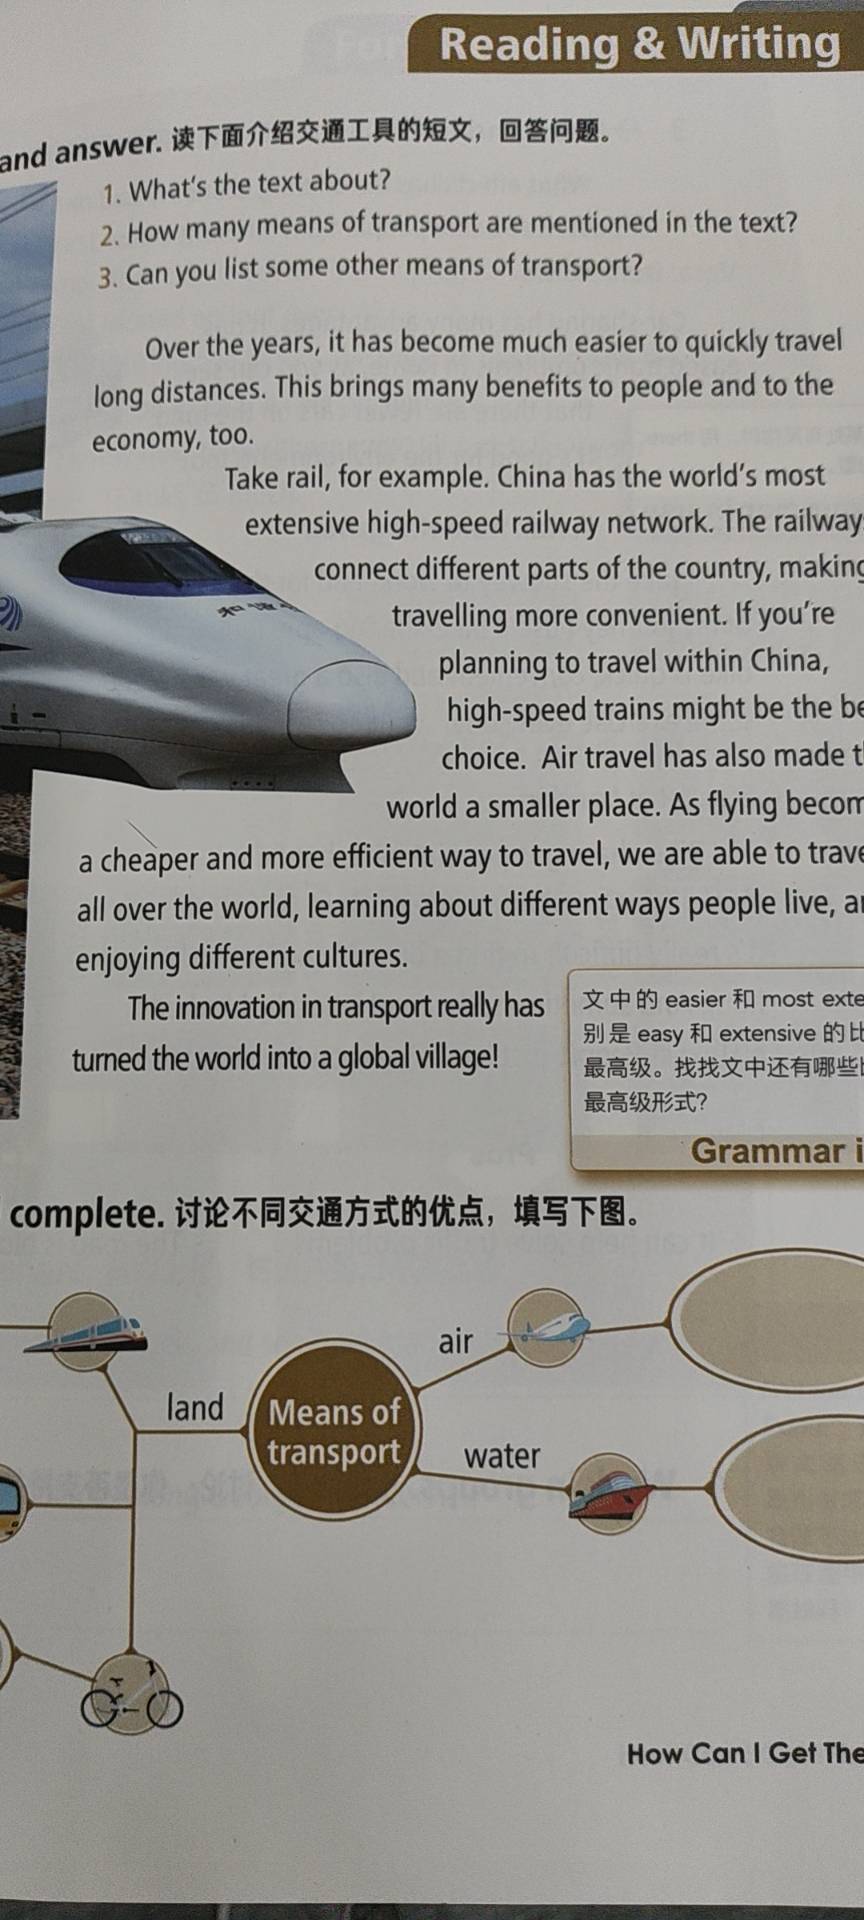 Reading & Writing
and answer. 读下面介绍交通工具的短文，回答问题。
1. What's the text about?
2. How many means of transport are mentioned in the text?
3. Can you list some other means of transport?
Over the years, it has become much easier to quickly travel
long distances. This brings many benefits to people and to the
economy, too.
Take rail, for example. China has the world's most
extensive high-speed railway network. The railway
connect different parts of the country, making
travelling more convenient. If you're
planning to travel within China,
high-speed trains might be the be
choice. Air travel has also made t
world a smaller place. As flying becom
a cheaper and more efficient way to travel, we are able to trave
all over the world, learning about different ways people live, a
enjoying different cultures.
The innovation in transport really has
turned the world into a global village!
文中的 easier 和 most exte
别是 easy 和 extensive 的比
最高级。找找文中还有哪些
最高级形式？
Grammar i
complete. 讨论不同交通方式的优点，填写下图。
air
land
Means of
transport
water
How Can I Get The